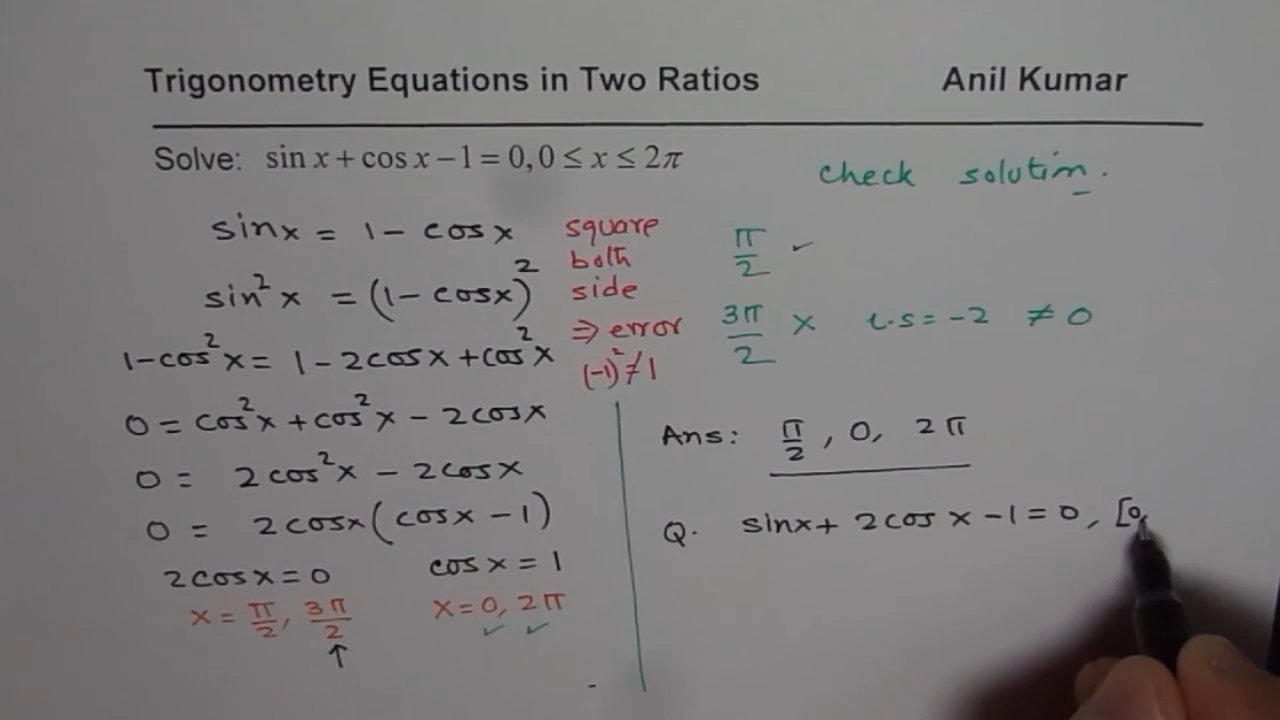 Trigonometry Equations in Two Ratios Anil Kumar
Solve: sin x + cos x − 1 = 0, 0 ≤ x ≤ 2π
check solution.
sinx = 1 - cosx
square
both
side
⇒ error
(-1)² ≠ 1
sin²x = (1 - cosx)²
1-cos²x = 1 - 2cosx + cos²x
0 = cos²x + cos²x - 2cosx
0 = 2cos²x - 2cosx
0 = 2cosx(cosx - 1)
2cosx = 0 cosx = 1
x = π/2, 3π/2 x = 0, 2π
✓ ✓
↑
π/2 ✓
3π/2 × L.S = -2 ≠ 0
Ans: π/2, 0, 2π
Q. sinx + 2cosx - 1 = 0, [0,